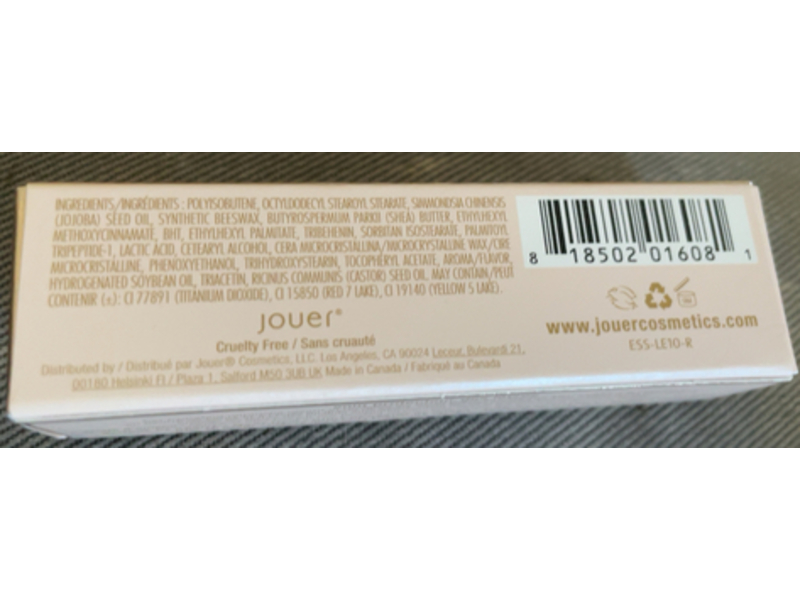 INGREDIENTS/INGRÉDIENTS : POLYISOBUTENE, OCTYLDODECYL STEAROYL STEARATE, SIMMONDSIA CHINENSIS
(JOJOBA) SEED OIL, SYNTHETIC BEESWAX, BUTYROSPERMUM PARKII (SHEA) BUTTER, ETHYLHEXYL
METHOXYCINNAMATE, BHT, ETHYLHEXYL PALMITATE, TRIBEHENIN, SORBITAN ISOSTEARATE, PALMITOYL
TRIPEPTIDE-1, LACTIC ACID, CETEARYL ALCOHOL, CERA MICROCRISTALLINA/MICROCRYSTALLINE WAX/CIRE
MICROCRISTALLINE, PHENOXYETHANOL, TRIHYDROXYSTEARIN, TOCOPHERYL ACETATE, AROMA/FLAVOR,
HYDROGENATED SOYBEAN OIL, TRIACETIN, RICINUS COMMUNIS (CASTOR) SEED OIL. MAY CONTAIN/PEUT
CONTENIR (±): CI 77891 (TITANIUM DIOXIDE), CI 15850 (RED 7 LAKE), CI 19140 (YELLOW 5 LAKE).
jouer®
Cruelty Free / Sans cruauté
Distributed by / Distribué par Jouer® Cosmetics, LLC. Los Angeles, CA 90024 Leceur, Bulevardi 21,
00180 Helsinki FI / Plaza 1, Salford M50 3UB UK Made in Canada / Fabriqué au Canada
8 18502 01608 1
www.jouercosmetics.com
ESS-LE10-R